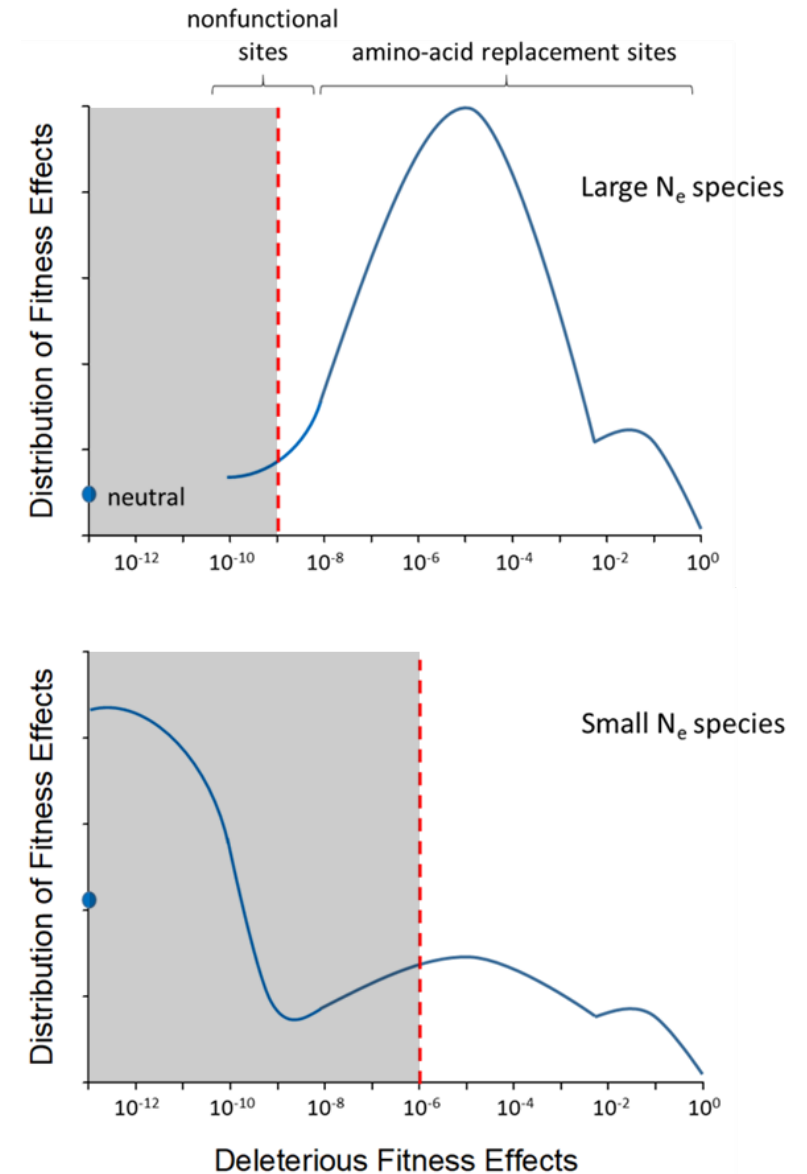 nonfunctional
sites
amino-acid replacement sites
Distribution of Fitness Effects
Large Nₑ species
neutral
10⁻¹² 10⁻¹⁰ 10⁻⁸ 10⁻⁶ 10⁻⁴ 10⁻² 10⁰
Distribution of Fitness Effects
Small Nₑ species
10⁻¹² 10⁻¹⁰ 10⁻⁸ 10⁻⁶ 10⁻⁴ 10⁻² 10⁰
Deleterious Fitness Effects